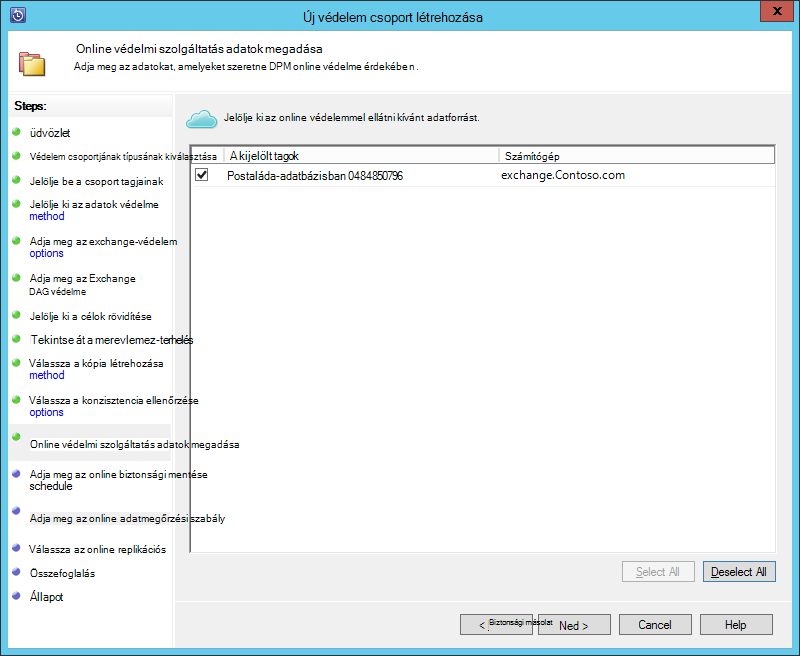 Új védelem csoport létrehozása
x
Online védelmi szolgáltatás adatok megadása
Adja meg az adatokat, amelyeket szeretne DPM online védelme érdekében.
Steps:
üdvözlet
Védelem csoportjának típusának kiválasztása
Jelölje be a csoport tagjainak
Jelölje ki az adatok védelme
method
Adja meg az exchange-védelem
options
Adja meg az Exchange
DAG védelme
Jelölje ki a célok rövidítése
Tekintse át a merevlemez-terhelés
Válassza a kópia létrehozása
method
Válassza a konzisztencia ellenőrzése
options
Online védelmi szolgáltatás adatok megadása
Adja meg az online biztonsági mentése
schedule
Adja meg az online adatmegőrzési szabály
Válassza az online replikációs
Összefoglalás
Állapot
Jelölje ki az online védelemmel ellátni kívánt adatforrást.
A kijelölt tagok Számítógép
Postaláda-adatbázisban 0484850796 exchange.Contoso.com
Select All Deselect All
< Biztonsági másolat Ned > Cancel Help